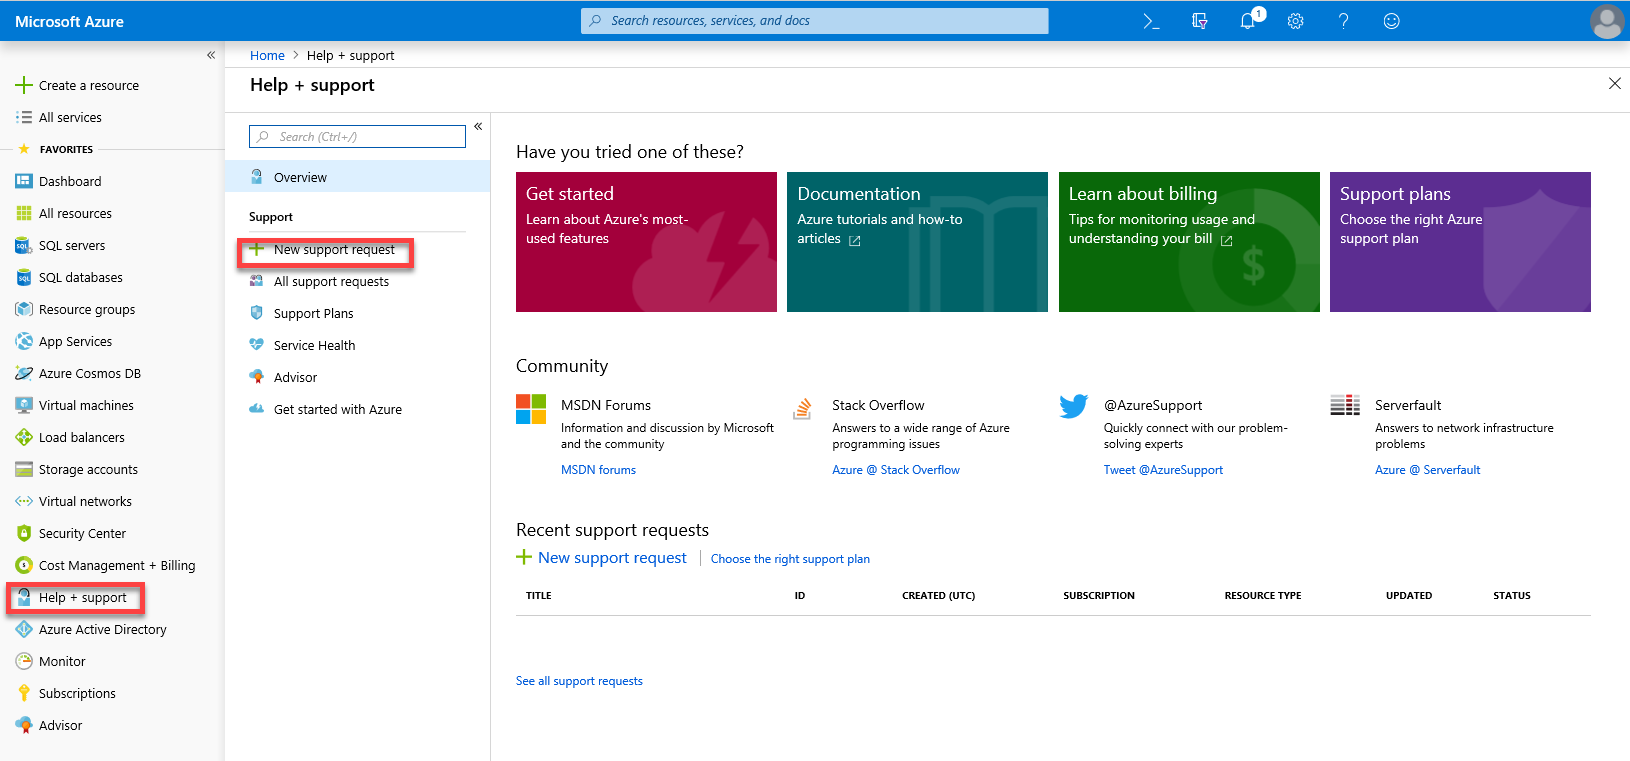 Microsoft Azure
Search resources, services, and docs
1
«
Create a resource
All services
FAVORITES
Dashboard
All resources
SQL servers
SQL databases
Resource groups
App Services
Azure Cosmos DB
Virtual machines
Load balancers
Storage accounts
Virtual networks
Security Center
Cost Management + Billing
Help + support
Azure Active Directory
Monitor
Subscriptions
Advisor
Home > Help + support
Help + support
Search (Ctrl+/)
«
Overview
Support
New support request
All support requests
Support Plans
Service Health
Advisor
Get started with Azure
Have you tried one of these?
Get started
Learn about Azure's most-
used features
Documentation
Azure tutorials and how-to
articles
Learn about billing
Tips for monitoring usage and
understanding your bill
$
Support plans
Choose the right Azure
support plan
Community
MSDN Forums
Information and discussion by Microsoft
and the community
MSDN forums
Stack Overflow
Answers to a wide range of Azure
programming issues
Azure @ Stack Overflow
@AzureSupport
Quickly connect with our problem-
solving experts
Tweet @AzureSupport
Serverfault
Answers to network infrastructure
problems
Azure @ Serverfault
Recent support requests
New support request
Choose the right support plan
TITLE ID CREATED (UTC) SUBSCRIPTION RESOURCE TYPE UPDATED STATUS
See all support requests